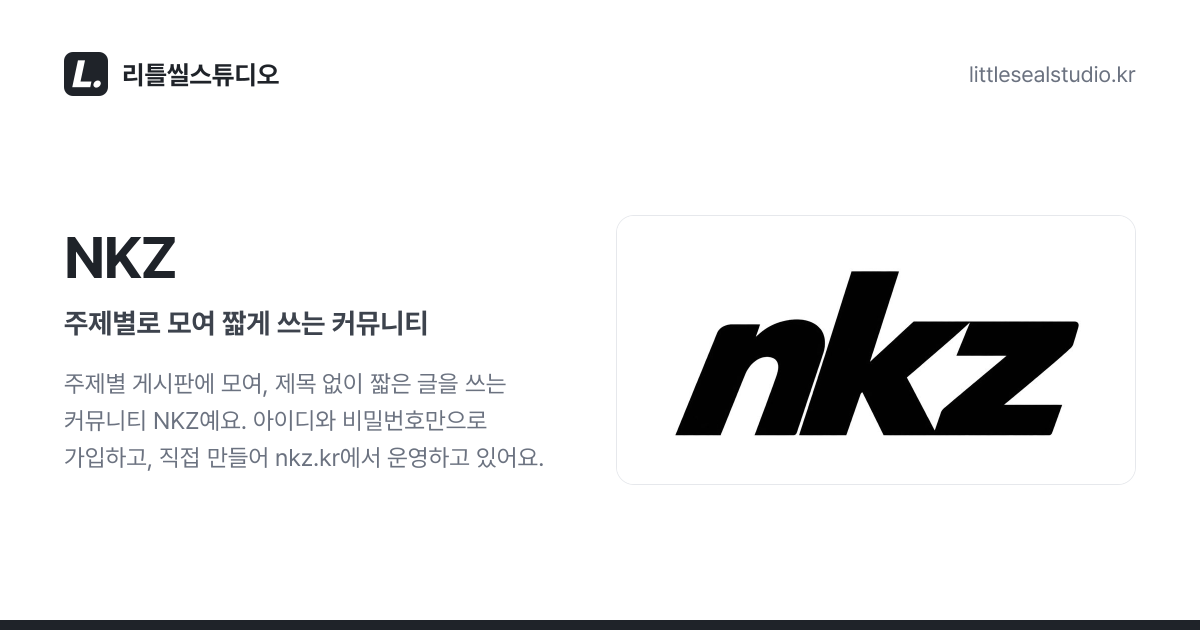 L. 리틀씰스튜디오
littlesealstudio.kr
NKZ
주제별로 모여 짧게 쓰는 커뮤니티
주제별 게시판에 모여, 제목 없이 짧은 글을 쓰는
커뮤니티 NKZ예요. 아이디와 비밀번호만으로
가입하고, 직접 만들어 nkz.kr에서 운영하고 있어요.
nkz